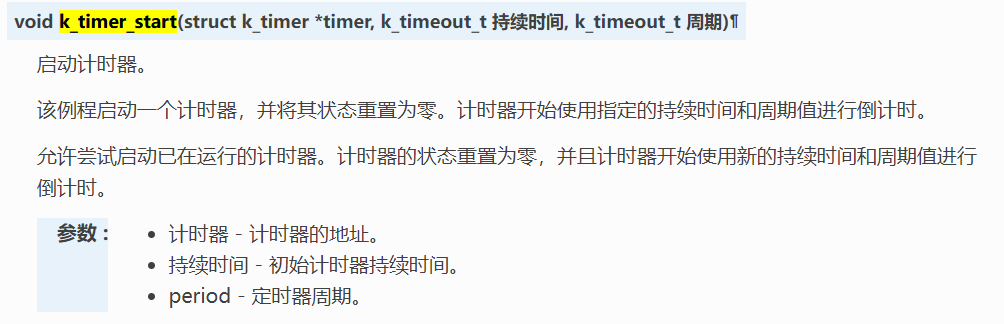 void k_timer_start(struct k_timer *timer, k_timeout_t 持续时间, k_timeout_t 周期)¶
启动计时器。
该例程启动一个计时器，并将其状态重置为零。计时器开始使用指定的持续时间和周期值进行倒计时。
允许尝试启动已在运行的计时器。计时器的状态重置为零，并且计时器开始使用新的持续时间和周期值进行
倒计时。
参数：
• 计时器 - 计时器的地址。
• 持续时间 - 初始计时器持续时间。
• period - 定时器周期。